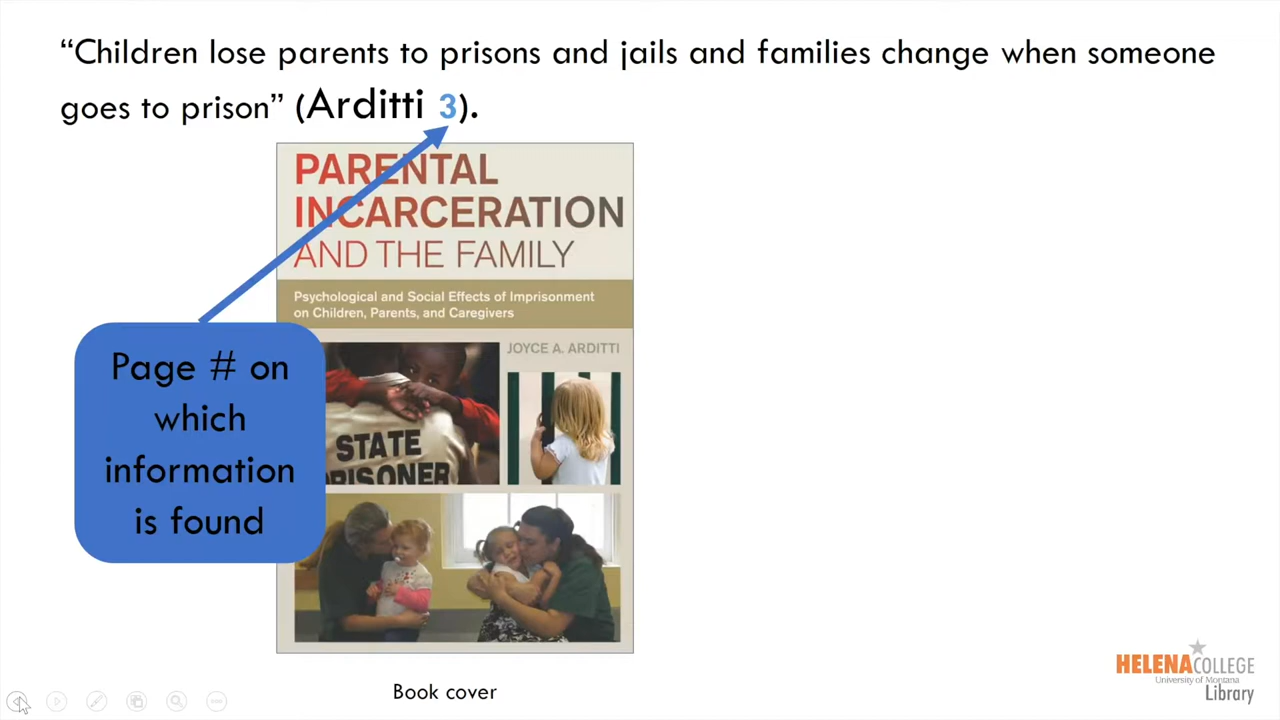 “Children lose parents to prisons and jails and families change when someone
goes to prison” (Arditti 3).
PARENTAL
INCARCERATION
AND THE FAMILY
Psychological and Social Effects of Imprisonment
on Children, Parents, and Caregivers
JOYCE A. ARDITTI
STATE
PRISONER
Page # on
which
information
is found
Book cover
HELENACOLLEGE
University of Montana
Library